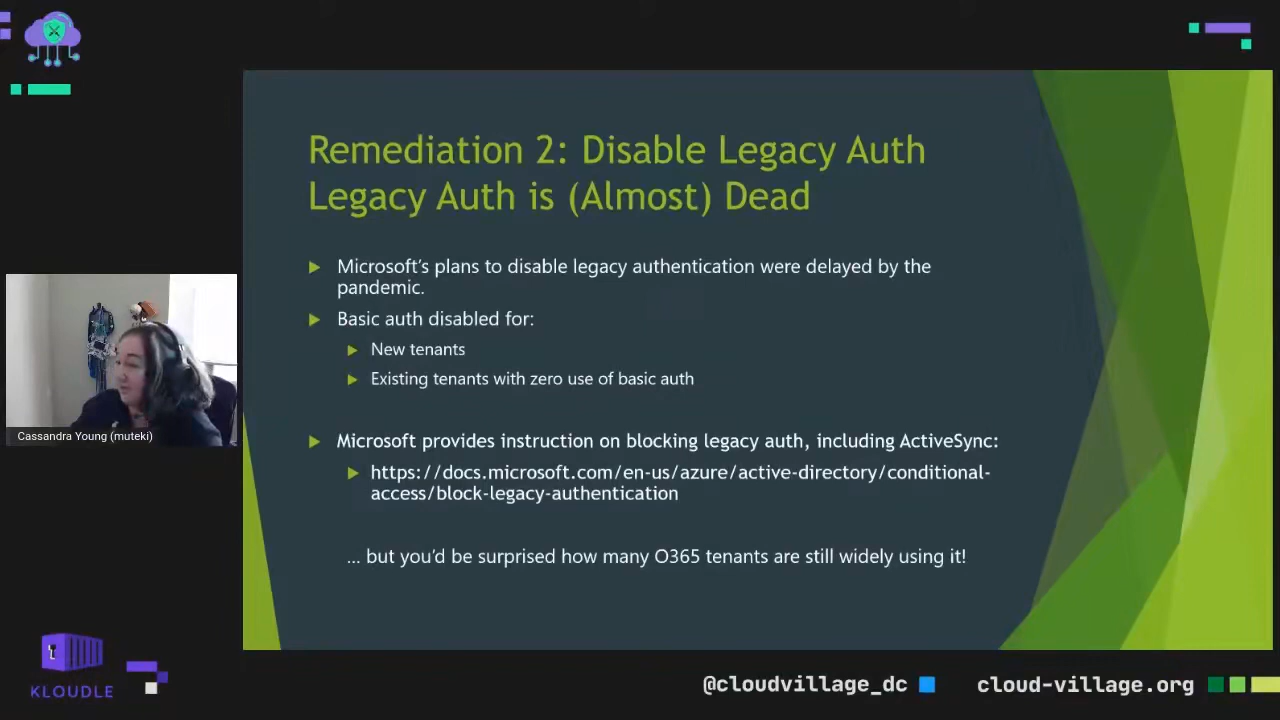 Remediation 2: Disable Legacy Auth
Legacy Auth is (Almost) Dead
Microsoft's plans to disable legacy authentication were delayed by the
pandemic.
Basic auth disabled for:
New tenants
Existing tenants with zero use of basic auth
Microsoft provides instruction on blocking legacy auth, including ActiveSync:
https://docs.microsoft.com/en-us/azure/active-directory/conditional-
access/block-legacy-authentication
... but you'd be surprised how many O365 tenants are still widely using it!
Cassandra Young (muteki)
KLOUDLE
@cloudvillage_dc
cloud-village.org